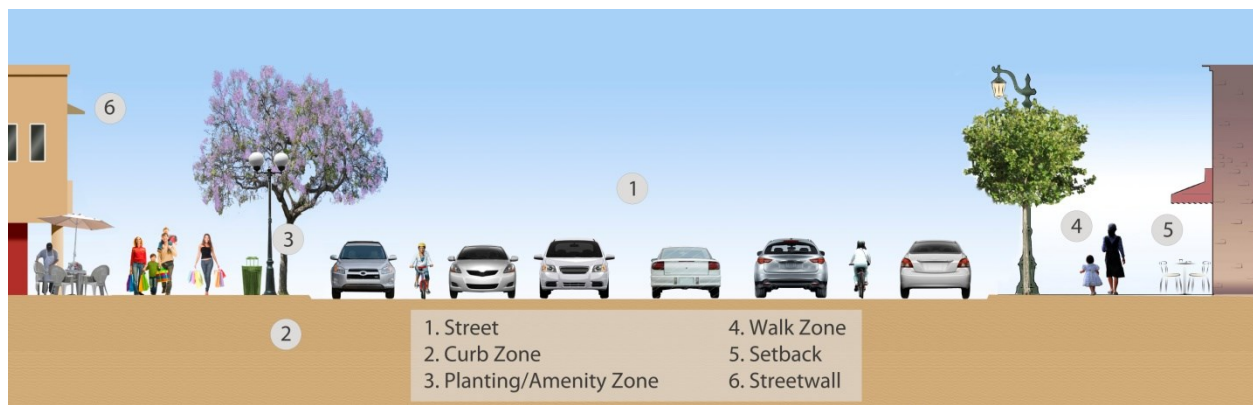 6
1
3
4
5
2
1. Street
2. Curb Zone
3. Planting/Amenity Zone
4. Walk Zone
5. Setback
6. Streetwall